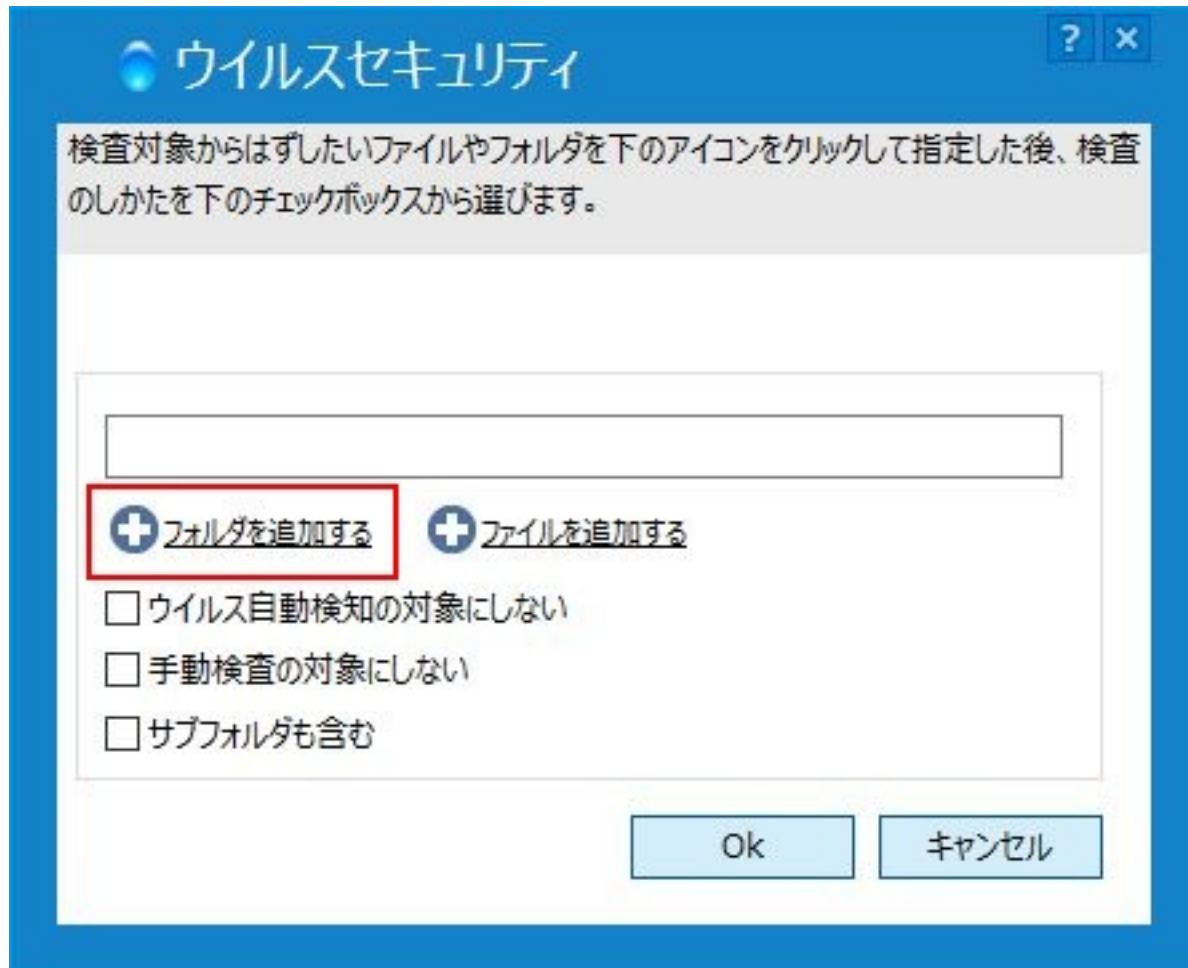 ウイルスセキュリティ
? ×
検査対象からはずしたいファイルやフォルダを下のアイコンをクリックして指定した後、検査
のしかたを下のチェックボックスから選びます。
フォルダを追加する ファイルを追加する
ウイルス自動検知の対象にしない
手動検査の対象にしない
サブフォルダも含む
Ok キャンセル